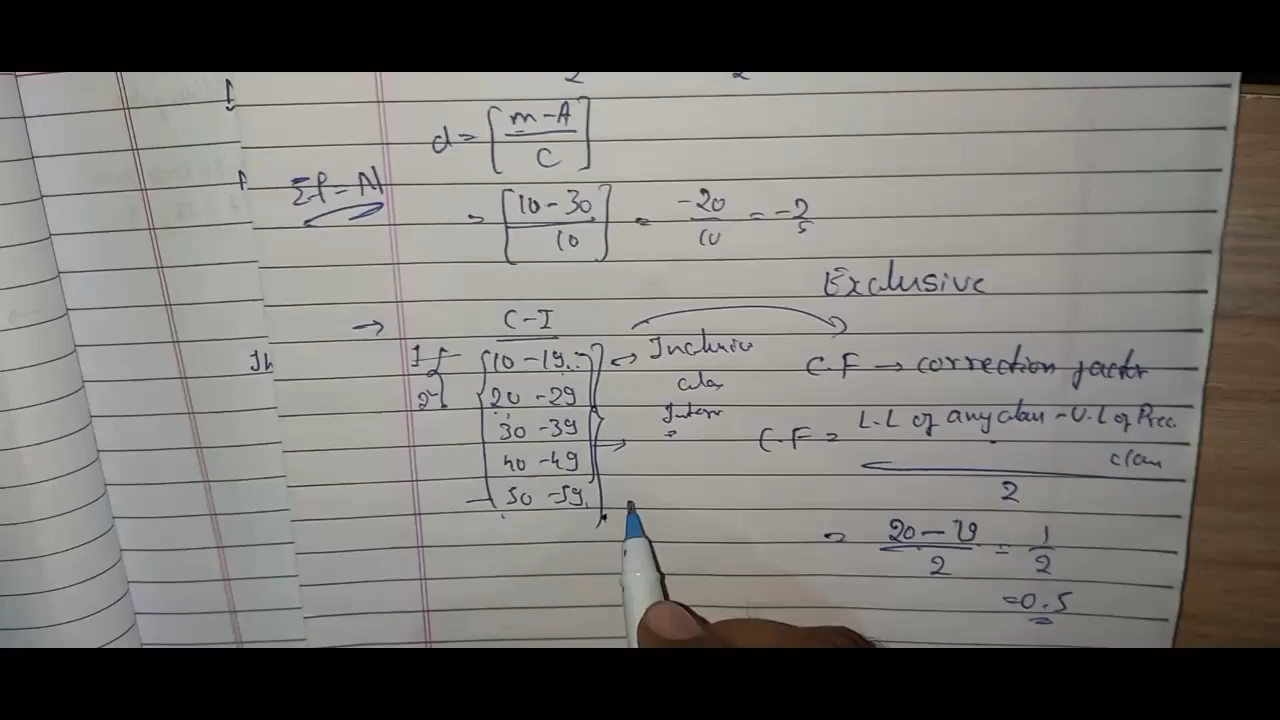 d = [m - A / C]
Σf = N
= [10 - 30 / 10] = -20 / 10 = -2
Exclusive
→ C-I
1 10 - 19 → Inclusive
20 - 29 class
30 - 39
40 - 49
50 - 59
C.F → correction factor
C.F = L.L of any class - U.L of Prec. class / 2
= 20 - 19 / 2 = 1 / 2
= 0.5